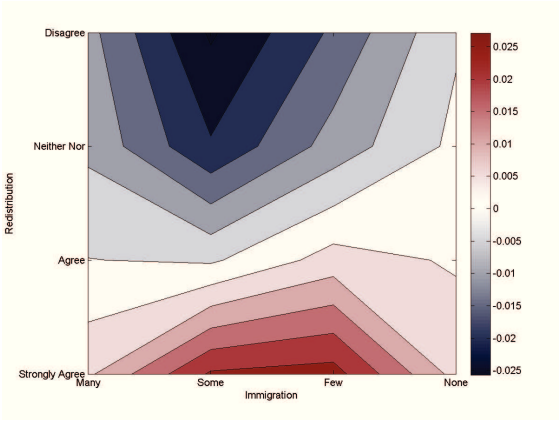 Disagree
Neither Nor
Agree
Strongly Agree
Redistribution
Many
Some
Few
None
Immigration
0.025
0.02
0.015
0.01
0.005
0
-0.005
-0.01
-0.015
-0.02
-0.025